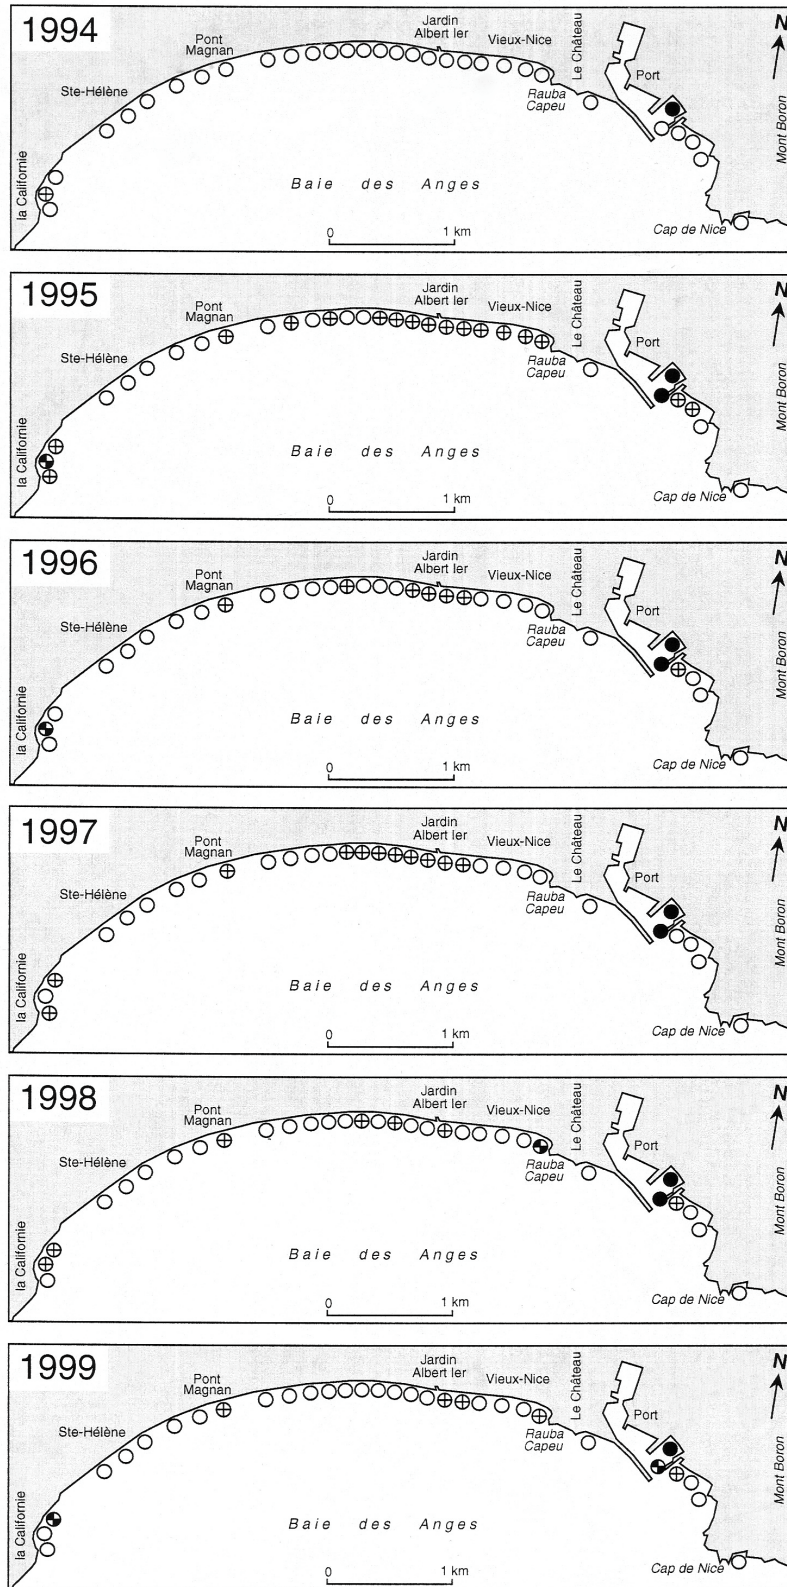 1994
Jardin
Albert Ier
Pont
Magnan
Vieux-Nice
Le Château
N
Ste-Hélène
Port
Rauba
Capeu
Mont Boron
la Californie
Baie des Anges
Cap de Nice
0 1 km
1995
Jardin
Albert Ier
Pont
Magnan
Vieux-Nice
Le Château
N
Ste-Hélène
Port
Rauba
Capeu
Mont Boron
la Californie
Baie des Anges
Cap de Nice
0 1 km
1996
Jardin
Albert Ier
Pont
Magnan
Vieux-Nice
Le Château
N
Ste-Hélène
Port
Rauba
Capeu
Mont Boron
la Californie
Baie des Anges
Cap de Nice
0 1 km
1997
Jardin
Albert Ier
Pont
Magnan
Vieux-Nice
Le Château
N
Ste-Hélène
Port
Rauba
Capeu
Mont Boron
la Californie
Baie des Anges
Cap de Nice
0 1 km
1998
Jardin
Albert Ier
Pont
Magnan
Vieux-Nice
Le Château
N
Ste-Hélène
Port
Rauba
Capeu
Mont Boron
la Californie
Baie des Anges
Cap de Nice
0 1 km
1999
Jardin
Albert Ier
Pont
Magnan
Vieux-Nice
Le Château
N
Ste-Hélène
Port
Rauba
Capeu
Mont Boron
la Californie
Baie des Anges
Cap de Nice
0 1 km